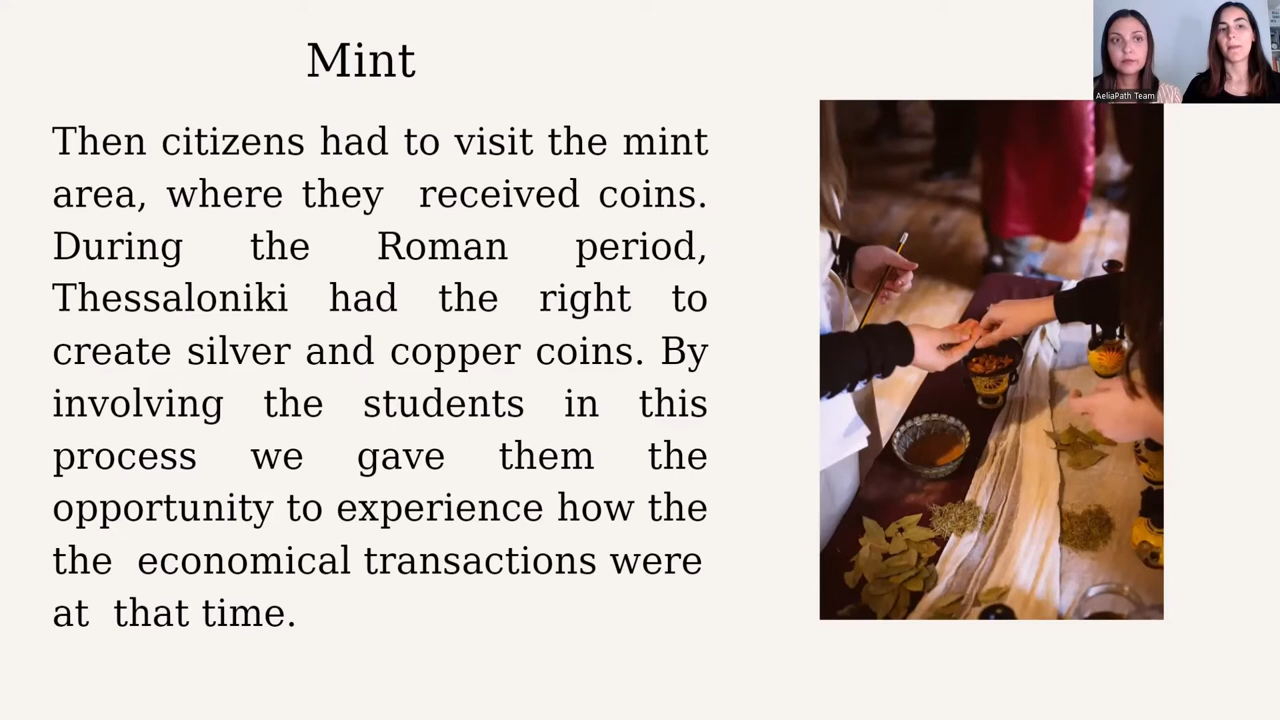 Mint
Then citizens had to visit the mint
area, where they  received coins.
During the Roman period,
Thessaloniki had the right to
create silver and copper coins. By
involving the students in this
process we gave them the
opportunity to experience how the
the  economical transactions were
at  that time.
AeliaPath Team